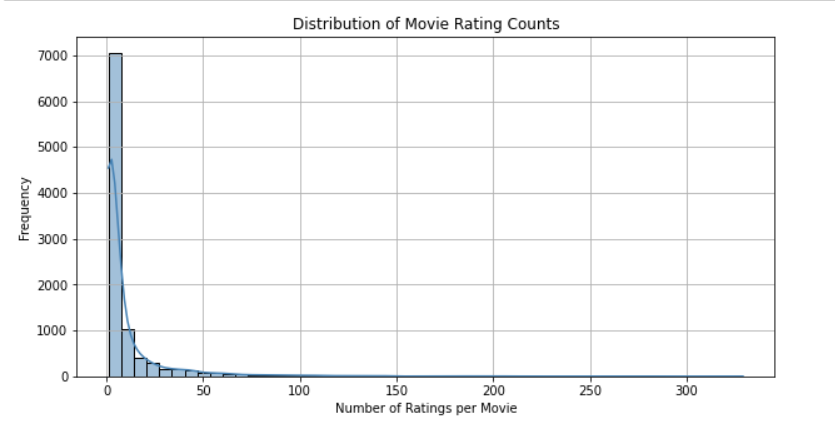 Distribution of Movie Rating Counts
7000
6000
5000
4000
3000
2000
1000
0
Frequency
0 50 100 150 200 250 300
Number of Ratings per Movie